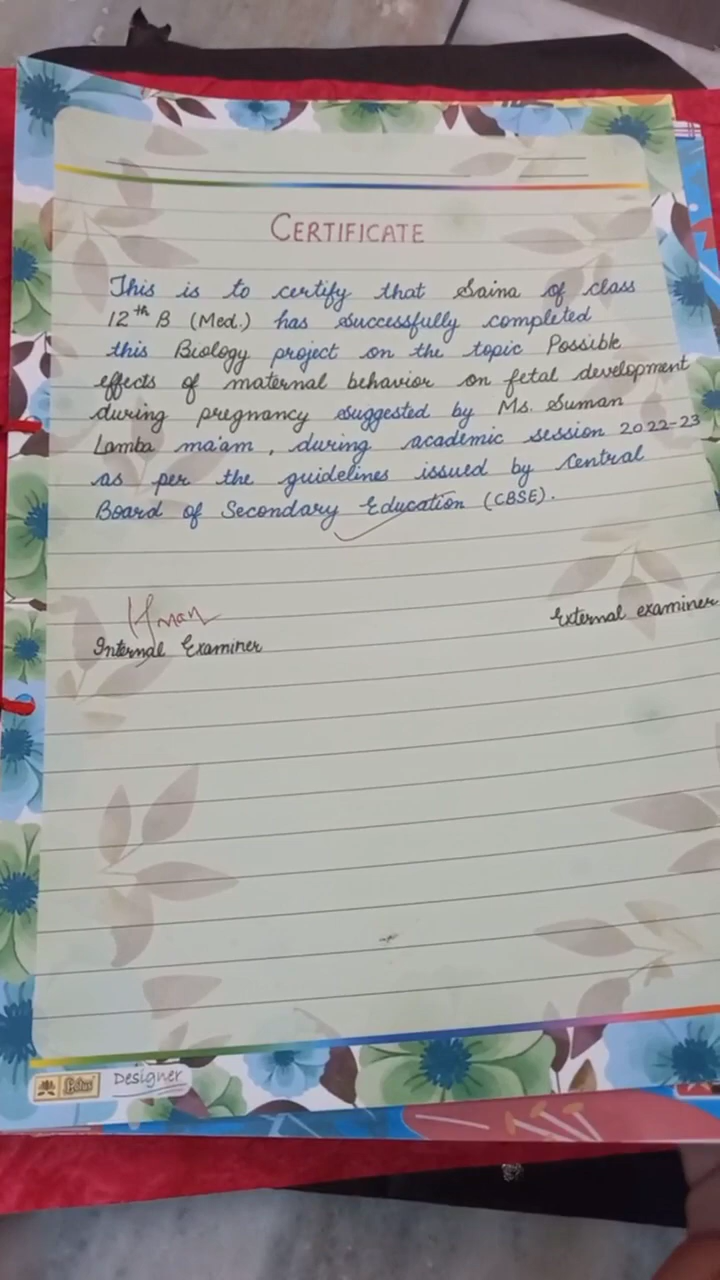 CERTIFICATE
This is to certify that Saina of class
12th B (Med.) has successfully completed
this Biology project on the topic Possible
effects of maternal behavior on fetal development
during pregnancy suggested by Ms. Suman
Lamba ma'am, during academic session 2022-23
as per the guidelines issued by Central
Board of Secondary Education (CBSE).
Internal Examiner
External examiner
Lotus Designer